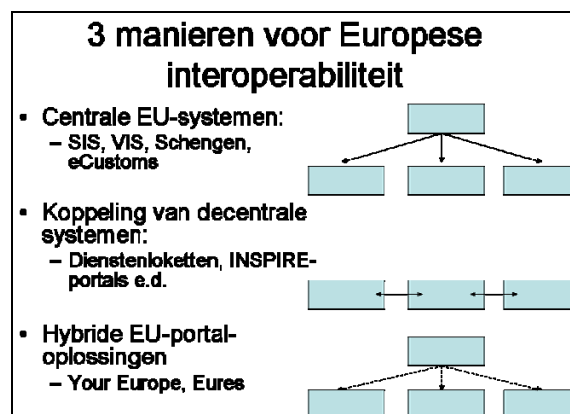 3 manieren voor Europese
interoperabiliteit
• Centrale EU-systemen:
– SIS, VIS, Schengen,
eCustoms
• Koppeling van decentrale
systemen:
– Dienstenloketten, INSPIRE-
portals e.d.
• Hybride EU-portal-
oplossingen
– Your Europe, Eures